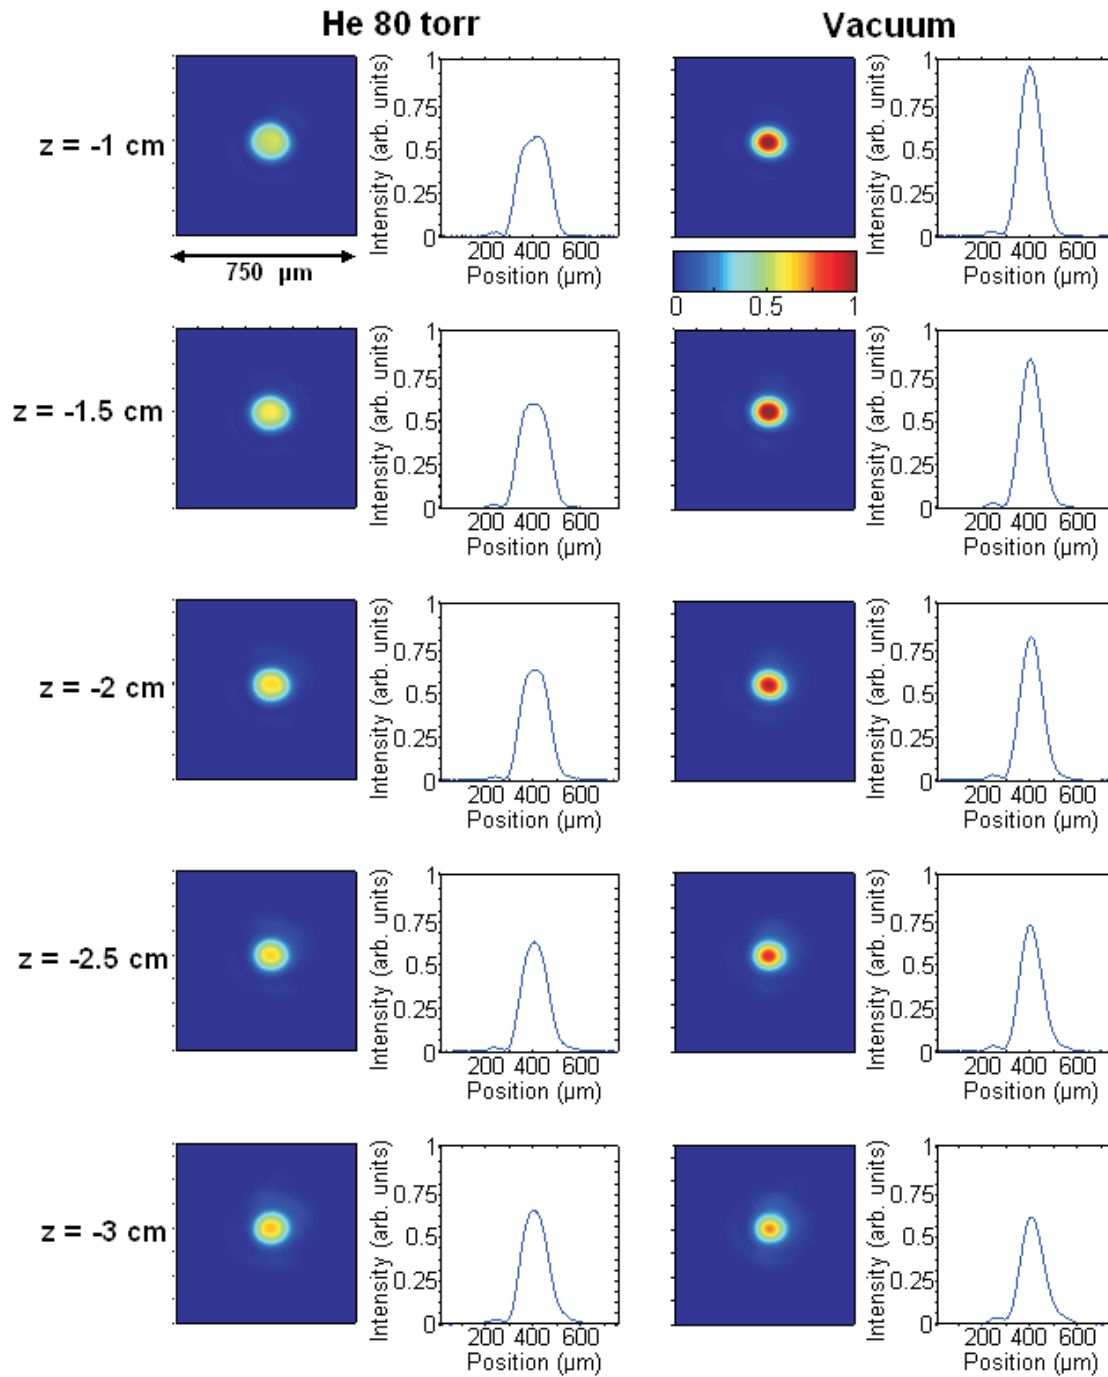 He 80 torr Vacuum
z = -1 cm
Intensity (arb. units)
1
0.75
0.5
0.25
0
200 400 600
Position (µm)
Intensity (arb. units)
1
0.75
0.5
0.25
0
200 400 600
Position (µm)
750 µm
0 0.5 1
z = -1.5 cm
Intensity (arb. units)
1
0.75
0.5
0.25
0
200 400 600
Position (µm)
Intensity (arb. units)
1
0.75
0.5
0.25
0
200 400 600
Position (µm)
z = -2 cm
Intensity (arb. units)
1
0.75
0.5
0.25
0
200 400 600
Position (µm)
Intensity (arb. units)
1
0.75
0.5
0.25
0
200 400 600
Position (µm)
z = -2.5 cm
Intensity (arb. units)
1
0.75
0.5
0.25
0
200 400 600
Position (µm)
Intensity (arb. units)
1
0.75
0.5
0.25
0
200 400 600
Position (µm)
z = -3 cm
Intensity (arb. units)
1
0.75
0.5
0.25
0
200 400 600
Position (µm)
Intensity (arb. units)
1
0.75
0.5
0.25
0
200 400 600
Position (µm)